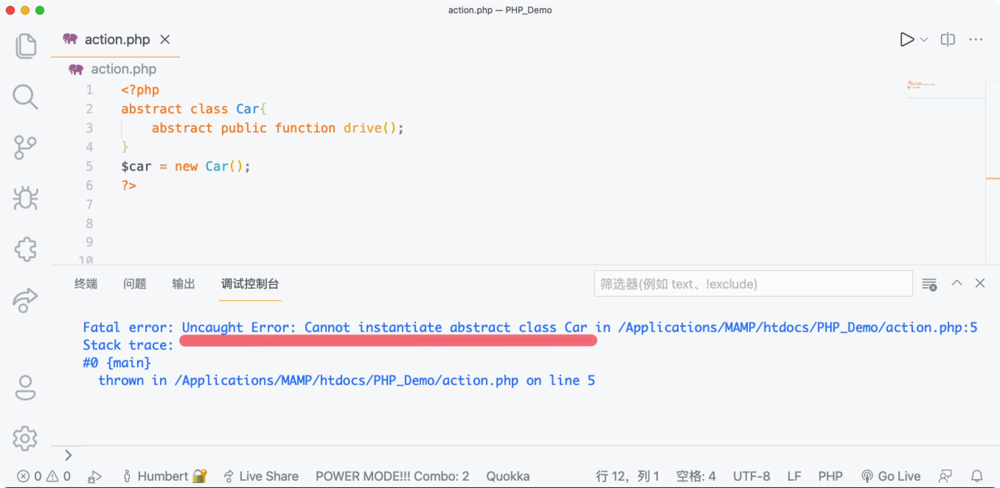 action.php — PHP_Demo
action.php
action.php
1 <?php
2 abstract class Car{
3 abstract public function drive();
4 }
5 $car = new Car();
6 ?>
7
8
9
10
终端 问题 输出 调试控制台 筛选器(例如 text、!exclude)
Fatal error: Uncaught Error: Cannot instantiate abstract class Car in /Applications/MAMP/htdocs/PHP_Demo/action.php:5
Stack trace:
#0 {main}
thrown in /Applications/MAMP/htdocs/PHP_Demo/action.php on line 5
0 0 Humbert Live Share POWER MODE!!! Combo: 2 Quokka 行 12，列 1 空格: 4 UTF-8 LF PHP Go Live